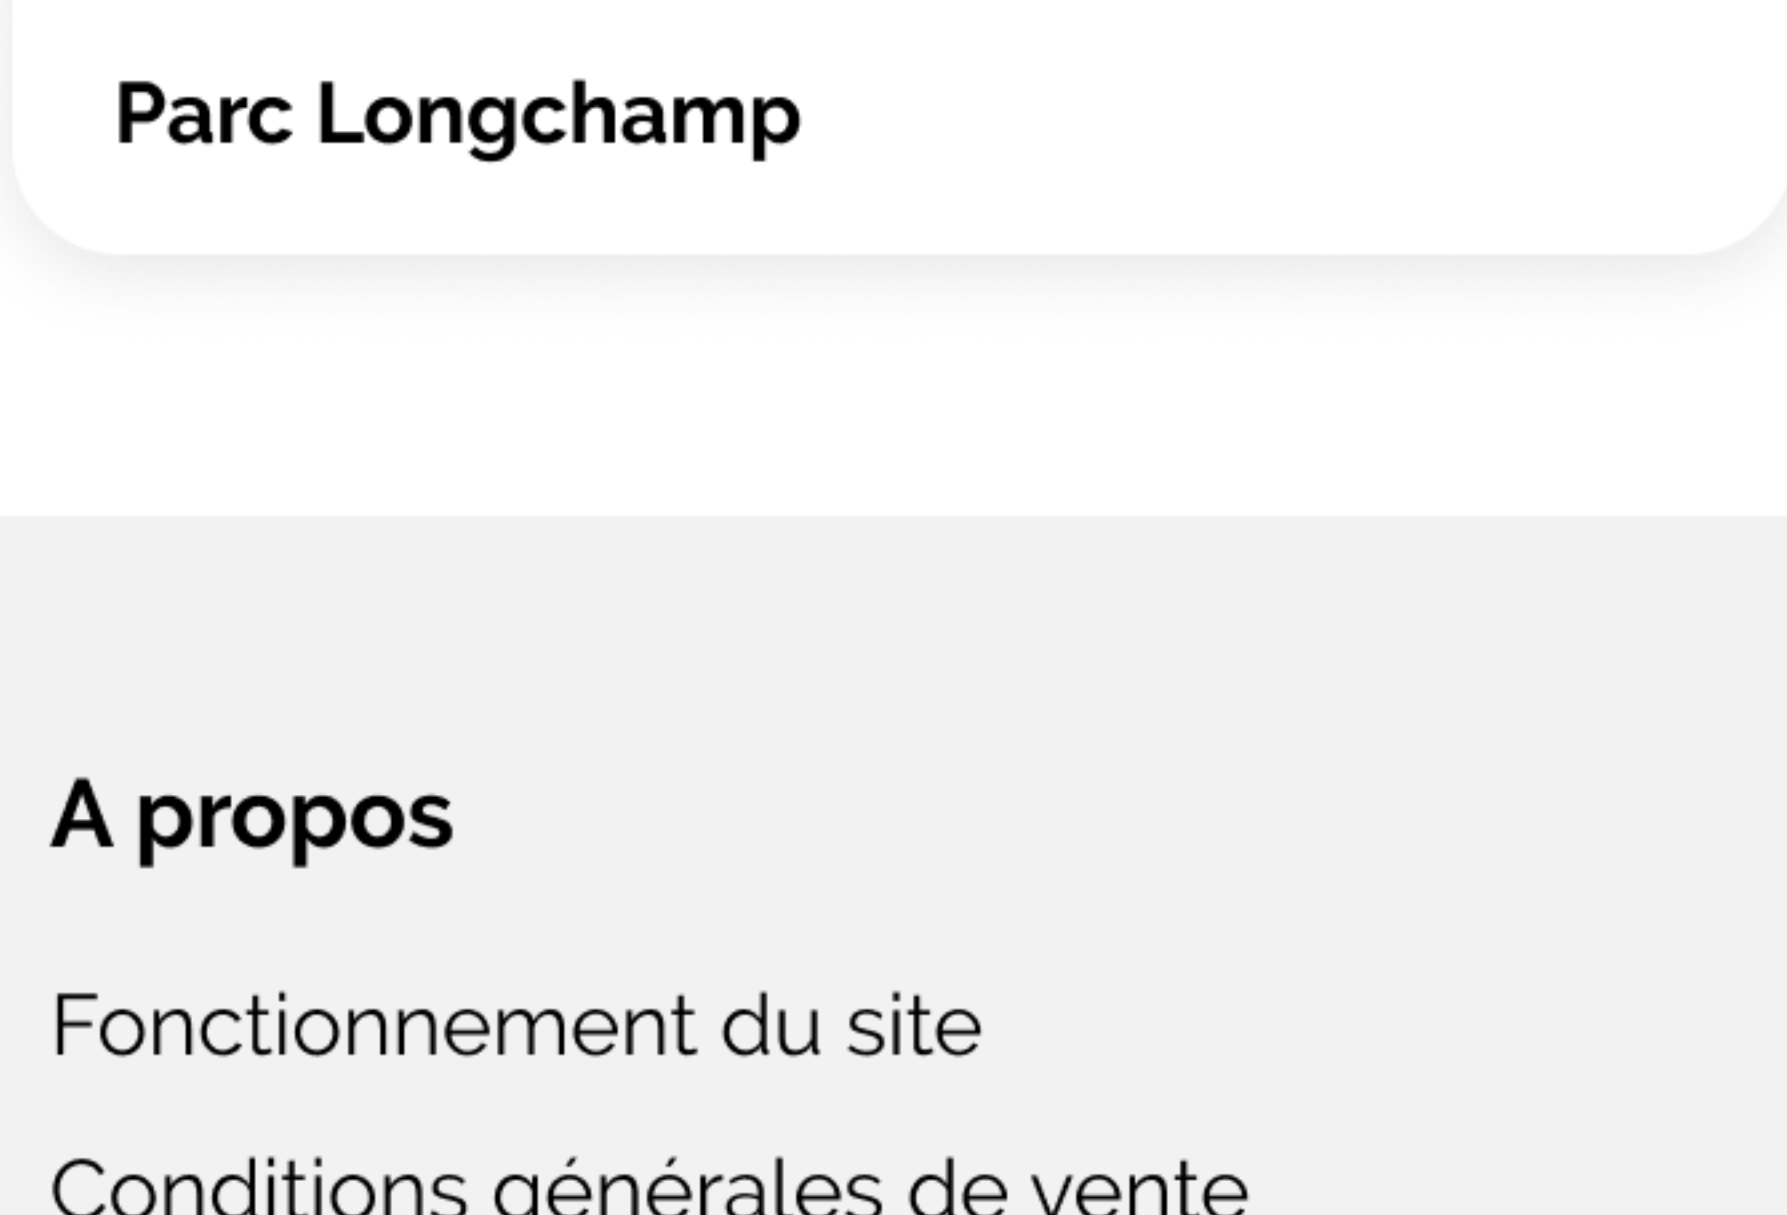 Parc Longchamp
A propos
Fonctionnement du site
Conditions générales de vente